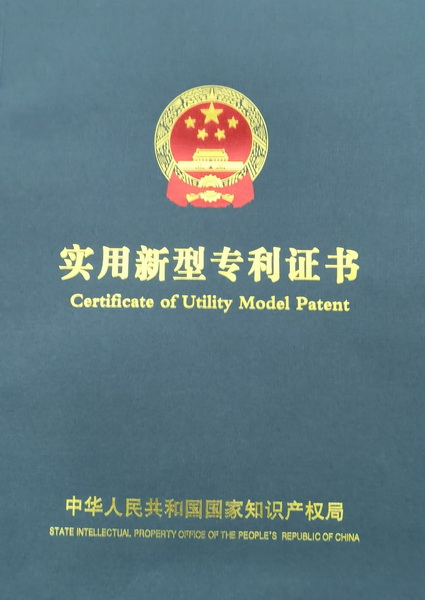 实用新型专利证书
Certificate of Utility Model Patent
中华人民共和国国家知识产权局
STATE INTELLECTUAL PROPERTY OFFICE OF THE PEOPLE'S REPUBLIC OF CHINA